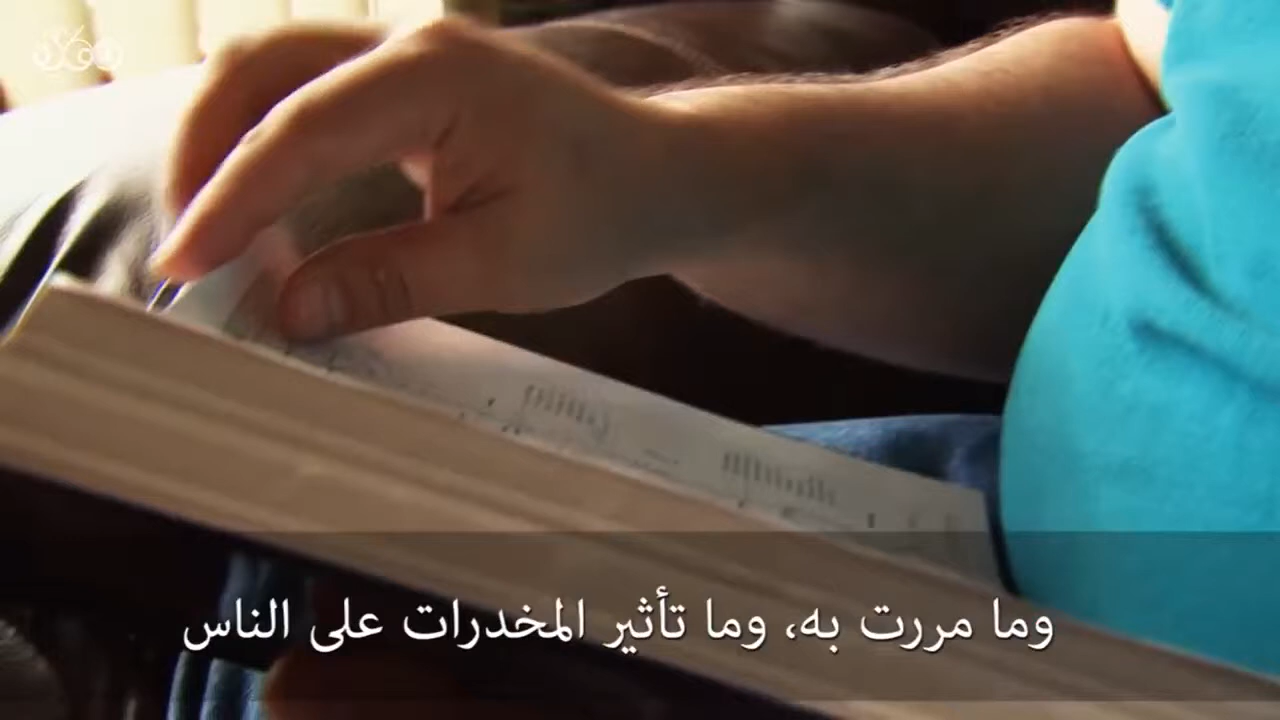 وما مررت به، وما تأثير المخدرات على الناس